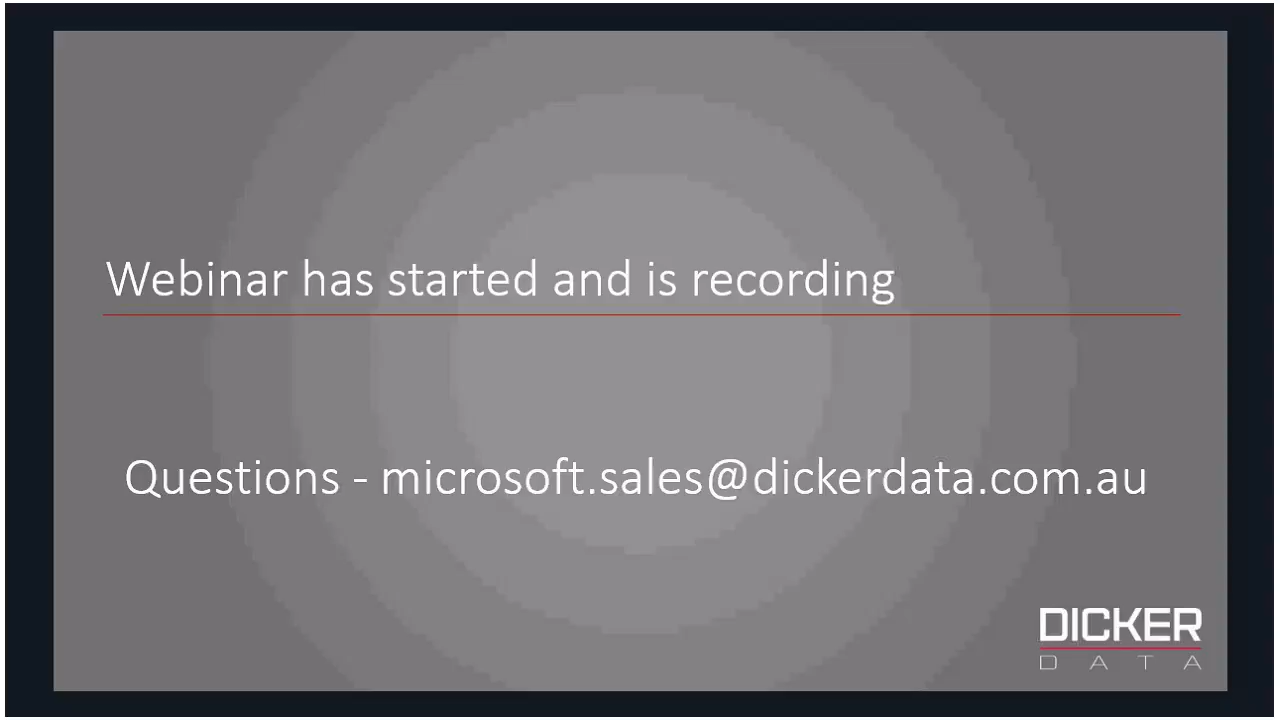 Webinar has started and is recording
Questions - microsoft.sales@dickerdata.com.au
DICKER
DATA